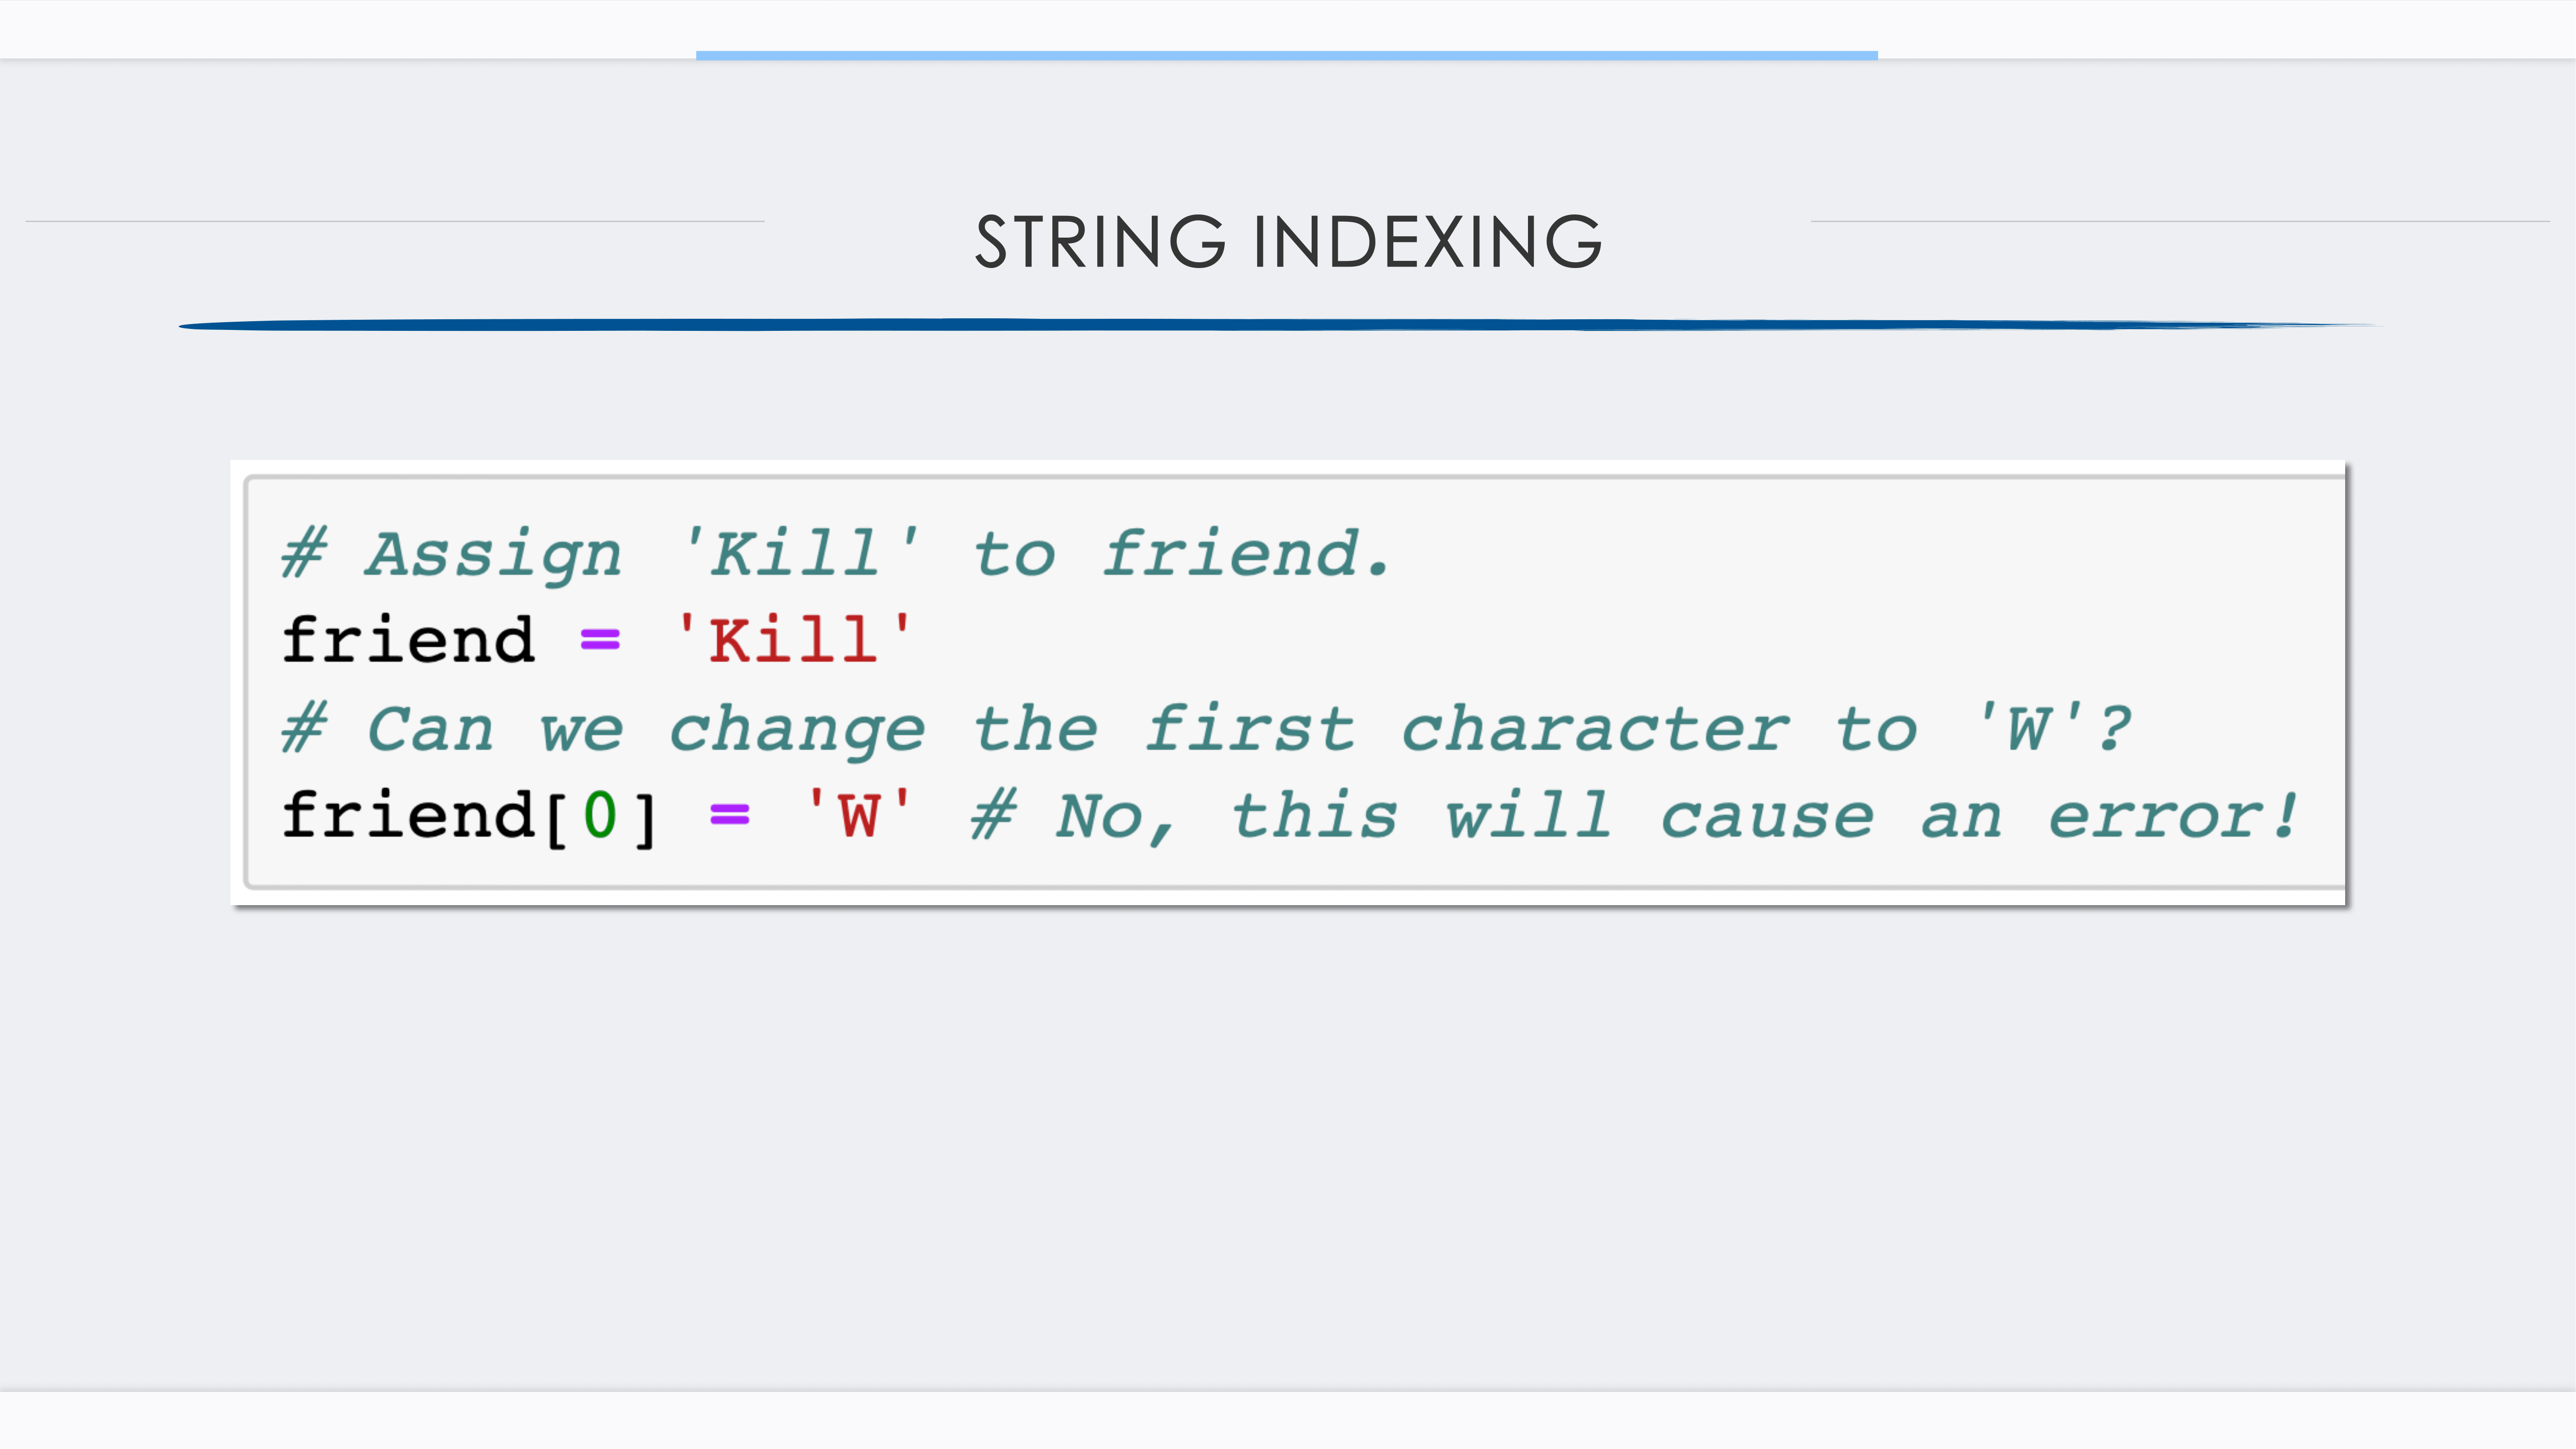 STRING INDEXING
# Assign 'Kill' to friend.
friend = 'Kill'
# Can we change the first character to 'W'?
friend[0] = 'W' # No, this will cause an error!